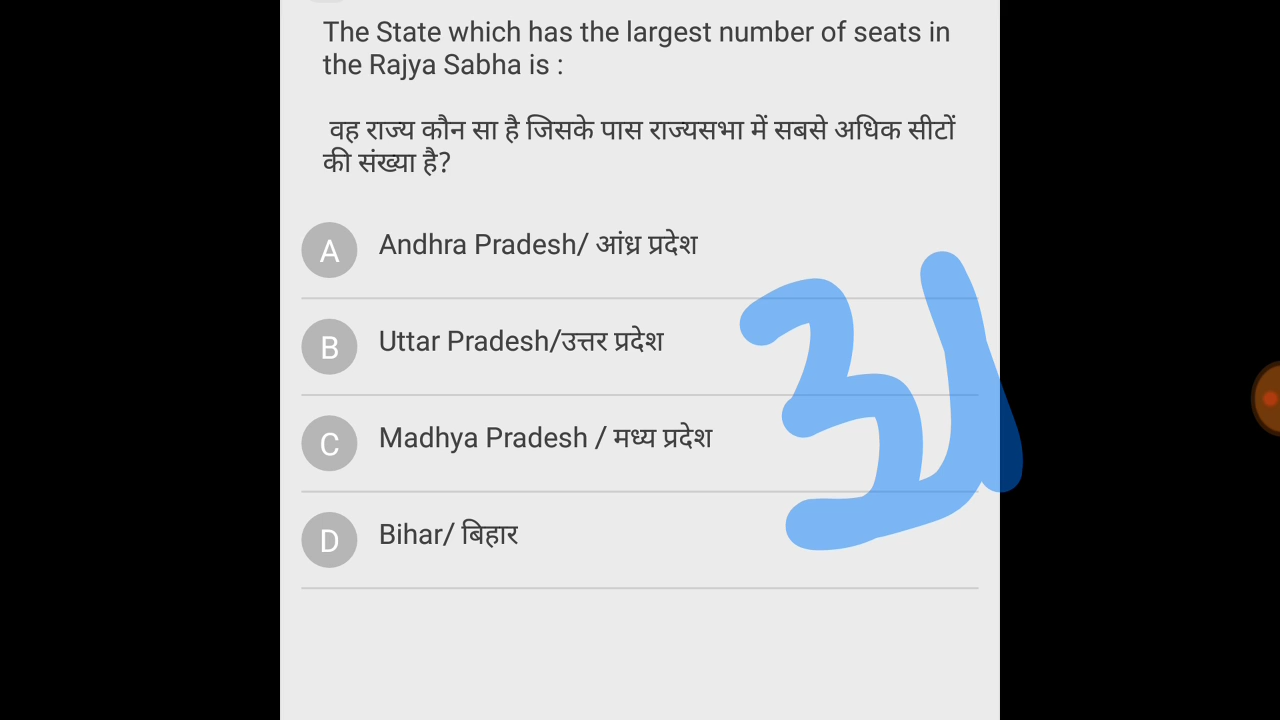 The State which has the largest number of seats in
the Rajya Sabha is :
वह राज्य कौन सा है जिसके पास राज्यसभा में सबसे अधिक सीटों
की संख्या है?
A Andhra Pradesh/ आंध्र प्रदेश
B Uttar Pradesh/उत्तर प्रदेश
C Madhya Pradesh / मध्य प्रदेश
D Bihar/ बिहार
31